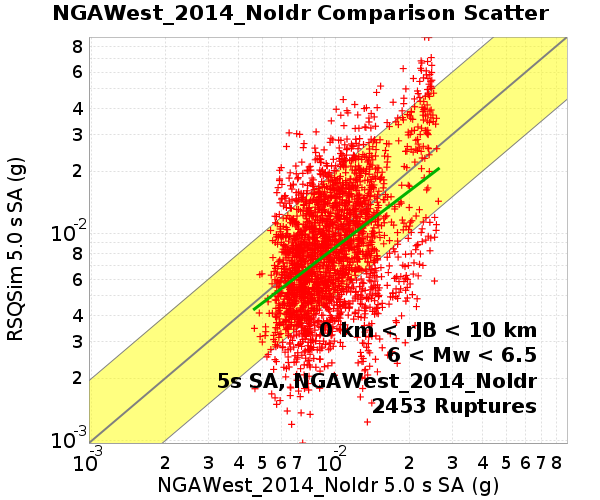 NGAWest_2014_NoIdr Comparison Scatter
RSQSim 5.0 s SA (g)
8
6
4
3
2
10-2
8
6
4
3
2
10-3
0 km < rJB < 10 km
6 < Mw < 6.5
5s SA, NGAWest_2014_NoIdr
2453 Ruptures
10-3 2 3 4 5 6 7 10-2 2 3 4 5 6 7 8
NGAWest_2014_NoIdr 5.0 s SA (g)